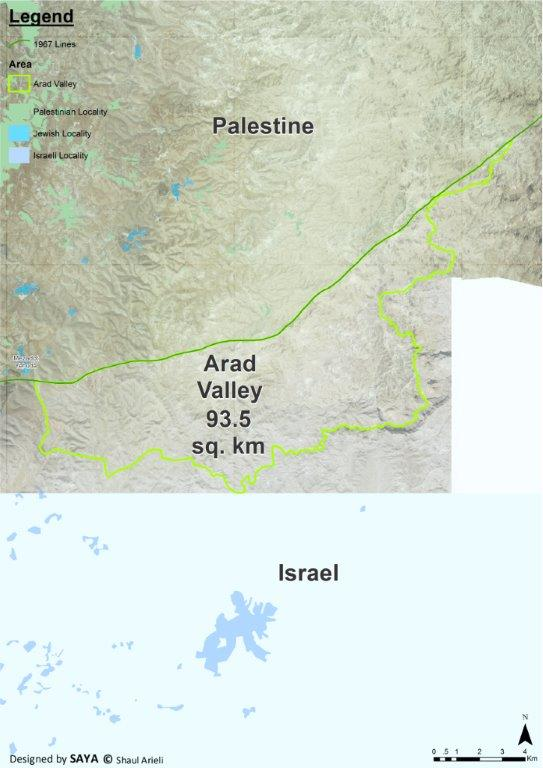 Legend
1967 Lines
Area
Arad Valley
Palestinian Locality
Jewish Locality
Israeli Locality
Palestine
Arad
Valley
93.5
sq. km
Israel
N
0 .5 1 2 3 4
Km
Designed by SAYA © Shaul Arieli